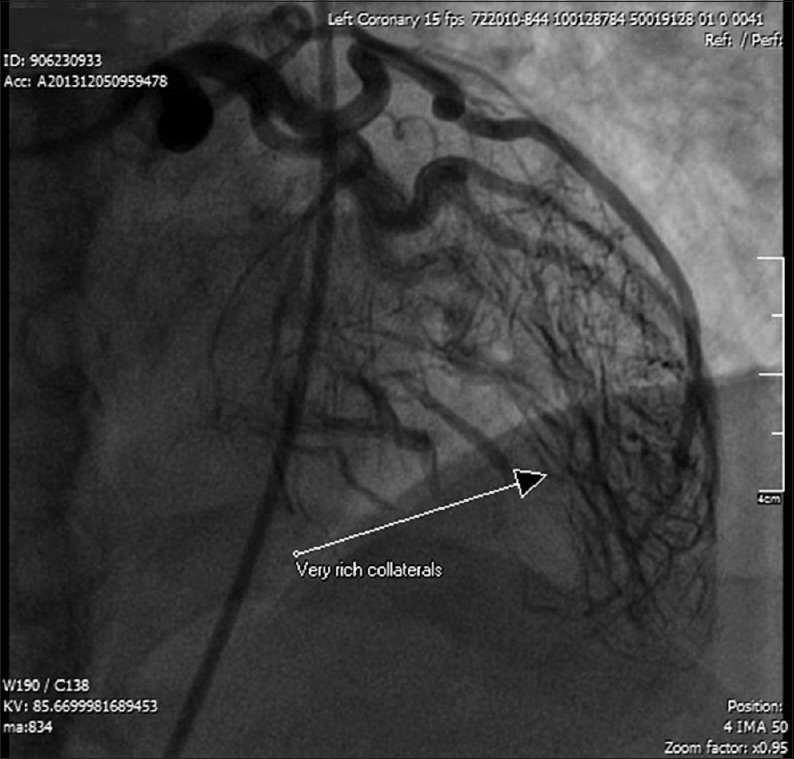 Left Coronary 15 fps 722010-844 100128784 50019128 01 0 0041
Ref: / Perf:
ID: 906230933
Acc: A201312050959478
4cm
Very rich collaterals
W190 / C138
KV: 85.6699981689453
ma:834
Position:
4 IMA 50
Zoom factor: x0.95